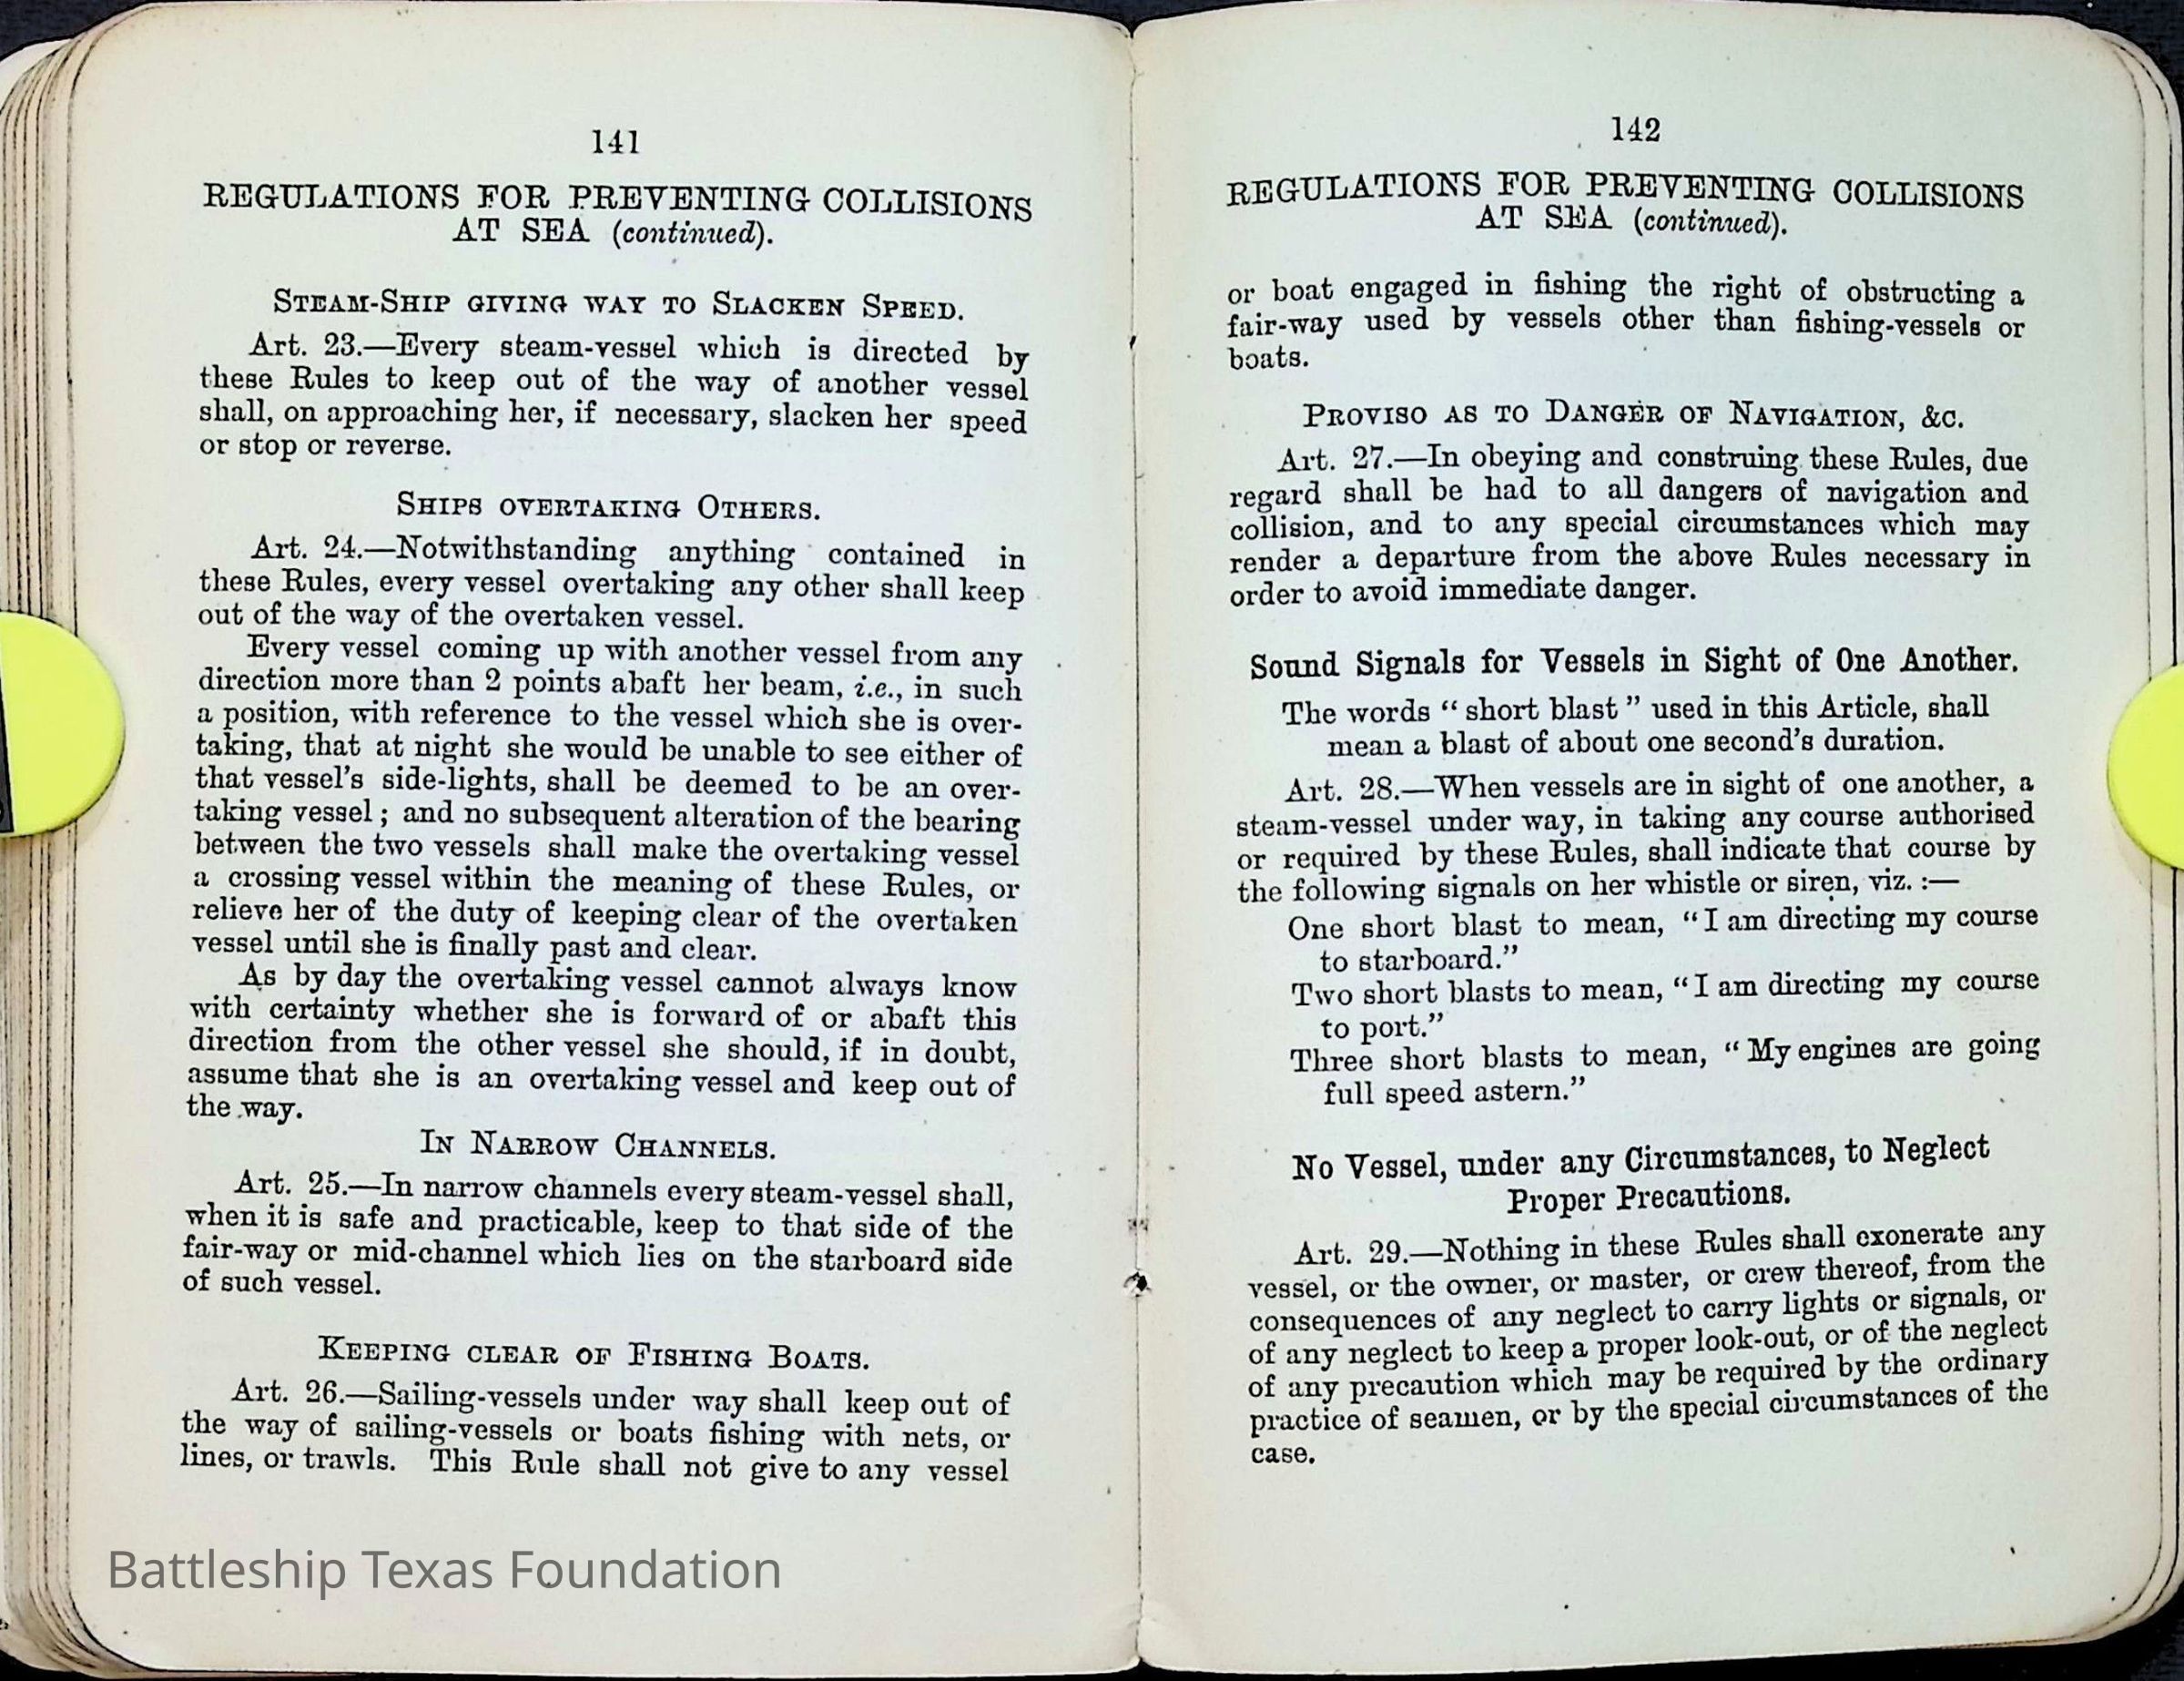 141
REGULATIONS FOR PREVENTING COLLISIONS
AT SEA (continued).
STEAM-SHIP GIVING WAY TO SLACKEN SPEED.
Art. 23.—Every steam-vessel which is directed by
these Rules to keep out of the way of another vessel
shall, on approaching her, if necessary, slacken her speed
or stop or reverse.
SHIPS OVERTAKING OTHERS.
Art. 24.—Notwithstanding anything contained in
these Rules, every vessel overtaking any other shall keep
out of the way of the overtaken vessel.
Every vessel coming up with another vessel from any
direction more than 2 points abaft her beam, i.e., in such
a position, with reference to the vessel which she is over-
taking, that at night she would be unable to see either of
that vessel's side-lights, shall be deemed to be an over-
taking vessel; and no subsequent alteration of the bearing
between the two vessels shall make the overtaking vessel
a crossing vessel within the meaning of these Rules, or
relieve her of the duty of keeping clear of the overtaken
vessel until she is finally past and clear.
As by day the overtaking vessel cannot always know
with certainty whether she is forward of or abaft this
direction from the other vessel she should, if in doubt,
assume that she is an overtaking vessel and keep out of
the way.
IN NARROW CHANNELS.
Art. 25.—In narrow channels every steam-vessel shall,
when it is safe and practicable, keep to that side of the
fair-way or mid-channel which lies on the starboard side
of such vessel.
KEEPING CLEAR OF FISHING BOATS.
Art. 26.—Sailing-vessels under way shall keep out of
the way of sailing-vessels or boats fishing with nets, or
lines, or trawls. This Rule shall not give to any vessel
Battleship Texas Foundation
142
REGULATIONS FOR PREVENTING COLLISIONS
AT SEA (continued).
or boat engaged in fishing the right of obstructing a
fair-way used by vessels other than fishing-vessels or
boats.
PROVISO AS TO DANGER OF NAVIGATION, &C.
Art. 27.—In obeying and construing these Rules, due
regard shall be had to all dangers of navigation and
collision, and to any special circumstances which may
render a departure from the above Rules necessary in
order to avoid immediate danger.
Sound Signals for Vessels in Sight of One Another.
The words "short blast" used in this Article, shall
mean a blast of about one second's duration.
Art. 28.—When vessels are in sight of one another, a
steam-vessel under way, in taking any course authorised
or required by these Rules, shall indicate that course by
the following signals on her whistle or siren, viz.:—
One short blast to mean, "I am directing my course
to starboard."
Two short blasts to mean, "I am directing my course
to port."
Three short blasts to mean, "My engines are going
full speed astern."
No Vessel, under any Circumstances, to Neglect
Proper Precautions.
Art. 29.—Nothing in these Rules shall exonerate any
vessel, or the owner, or master, or crew thereof, from the
consequences of any neglect to carry lights or signals, or
of any neglect to keep a proper look-out, or of the neglect
of any precaution which may be required by the ordinary
practice of seamen, or by the special circumstances of the
case.